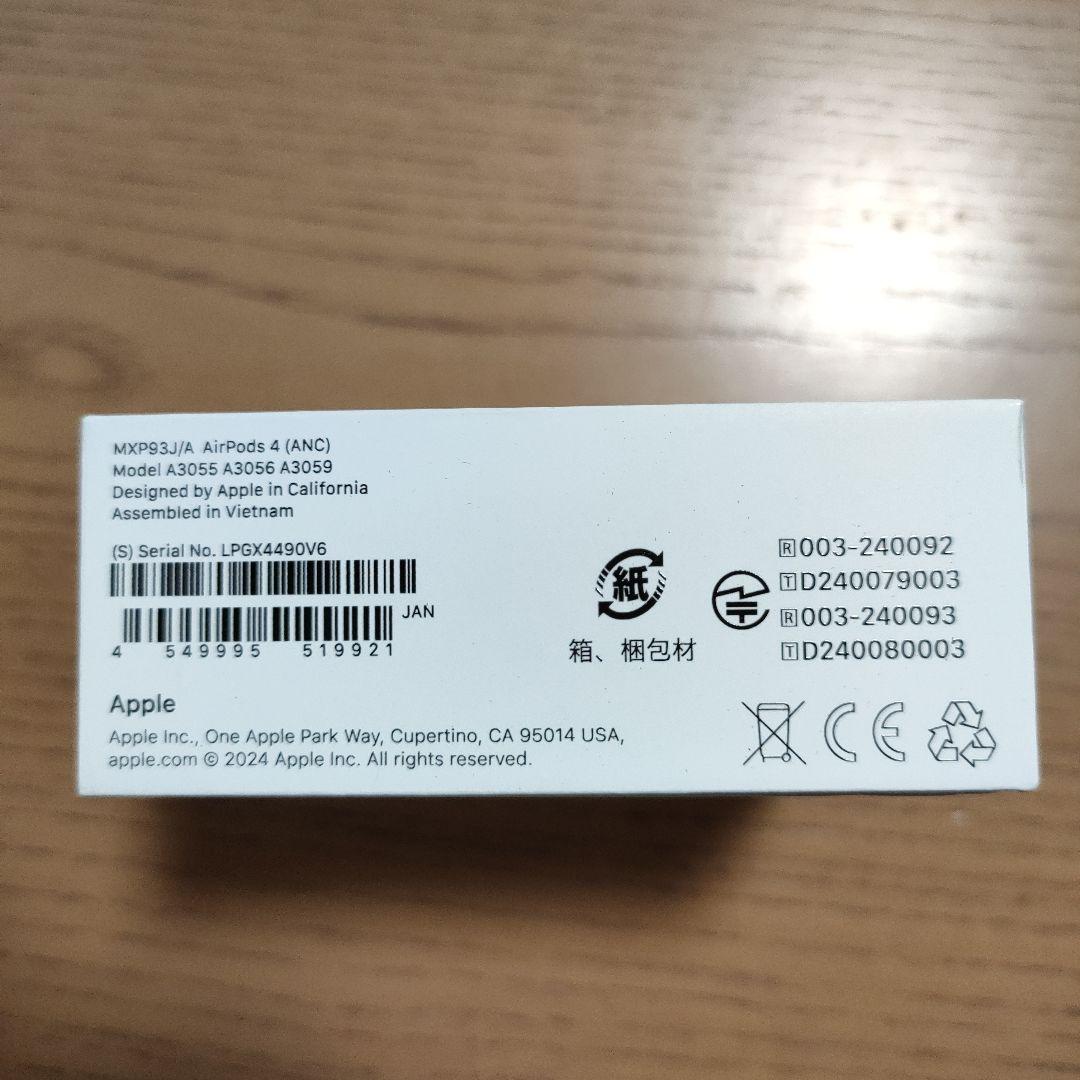 MXP93J/A AirPods 4 (ANC)
Model A3055 A3056 A3059
Designed by Apple in California
Assembled in Vietnam
(S) Serial No. LPGX4490V6
JAN
4 549995 519921
紙
箱、梱包材
🅁003-240092
🅃D240079003
🅁003-240093
🅃D240080003
Apple
Apple Inc., One Apple Park Way, Cupertino, CA 95014 USA,
apple.com © 2024 Apple Inc. All rights reserved.
CE